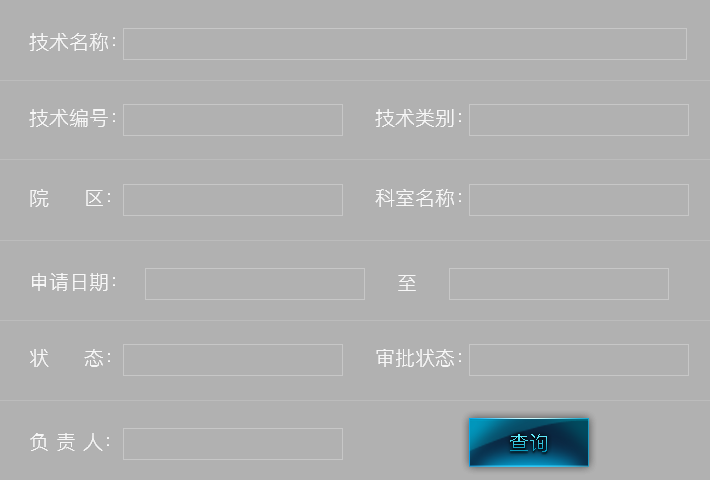 技术名称:
技术编号: 技术类别:
院 区: 科室名称:
申请日期: 至
状 态: 审批状态:
负 责 人: 查询